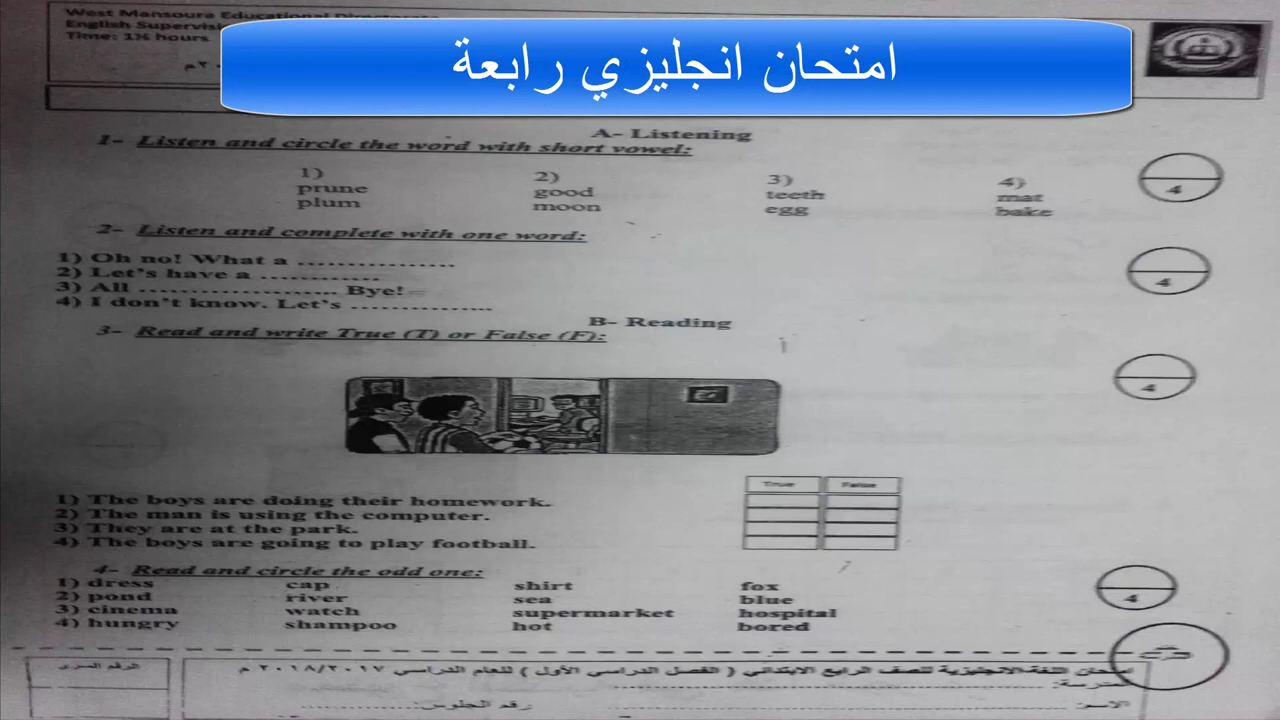 West Mansoura Educational Directorate
English Supervisi
Time: 1½ hours
امتحان انجليزي رابعة
A- Listening
1- Listen and circle the word with short vowel:
1) 2) 3) 4)
prune good teeth mat
plum moon egg bake
4
2- Listen and complete with one word:
1) Oh no! What a ................
2) Let's have a ............
3) All .................... Bye!
4) I don't know. Let's ..............
4
B- Reading
3- Read and write True (T) or False (F):
4
True False
1) The boys are doing their homework.
2) The man is using the computer.
3) They are at the park.
4) The boys are going to play football.
4- Read and circle the odd one:
1) dress cap shirt fox
2) pond river sea blue
3) cinema watch supermarket hospital
4) hungry shampoo hot bored
4
امتحان اللغة الانجليزية للصف الرابع الابتدائي ( الفصل الدراسي الأول ) للعام الدراسي ٢٠١٧/٢٠١٨ م
الرقم السرى
المدرسة:
الاسم: رقم الجلوس: